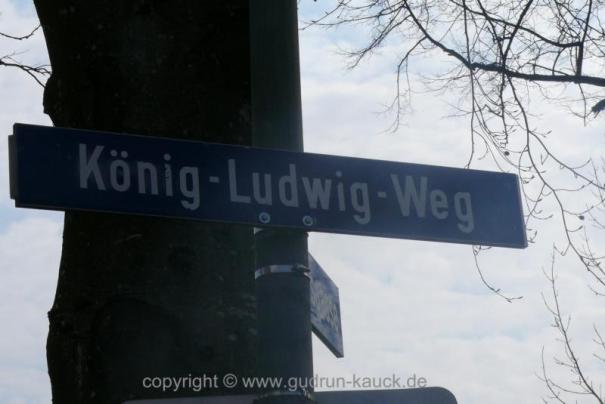 König-Ludwig-Weg
copyright © www.gudrun-kauck.de